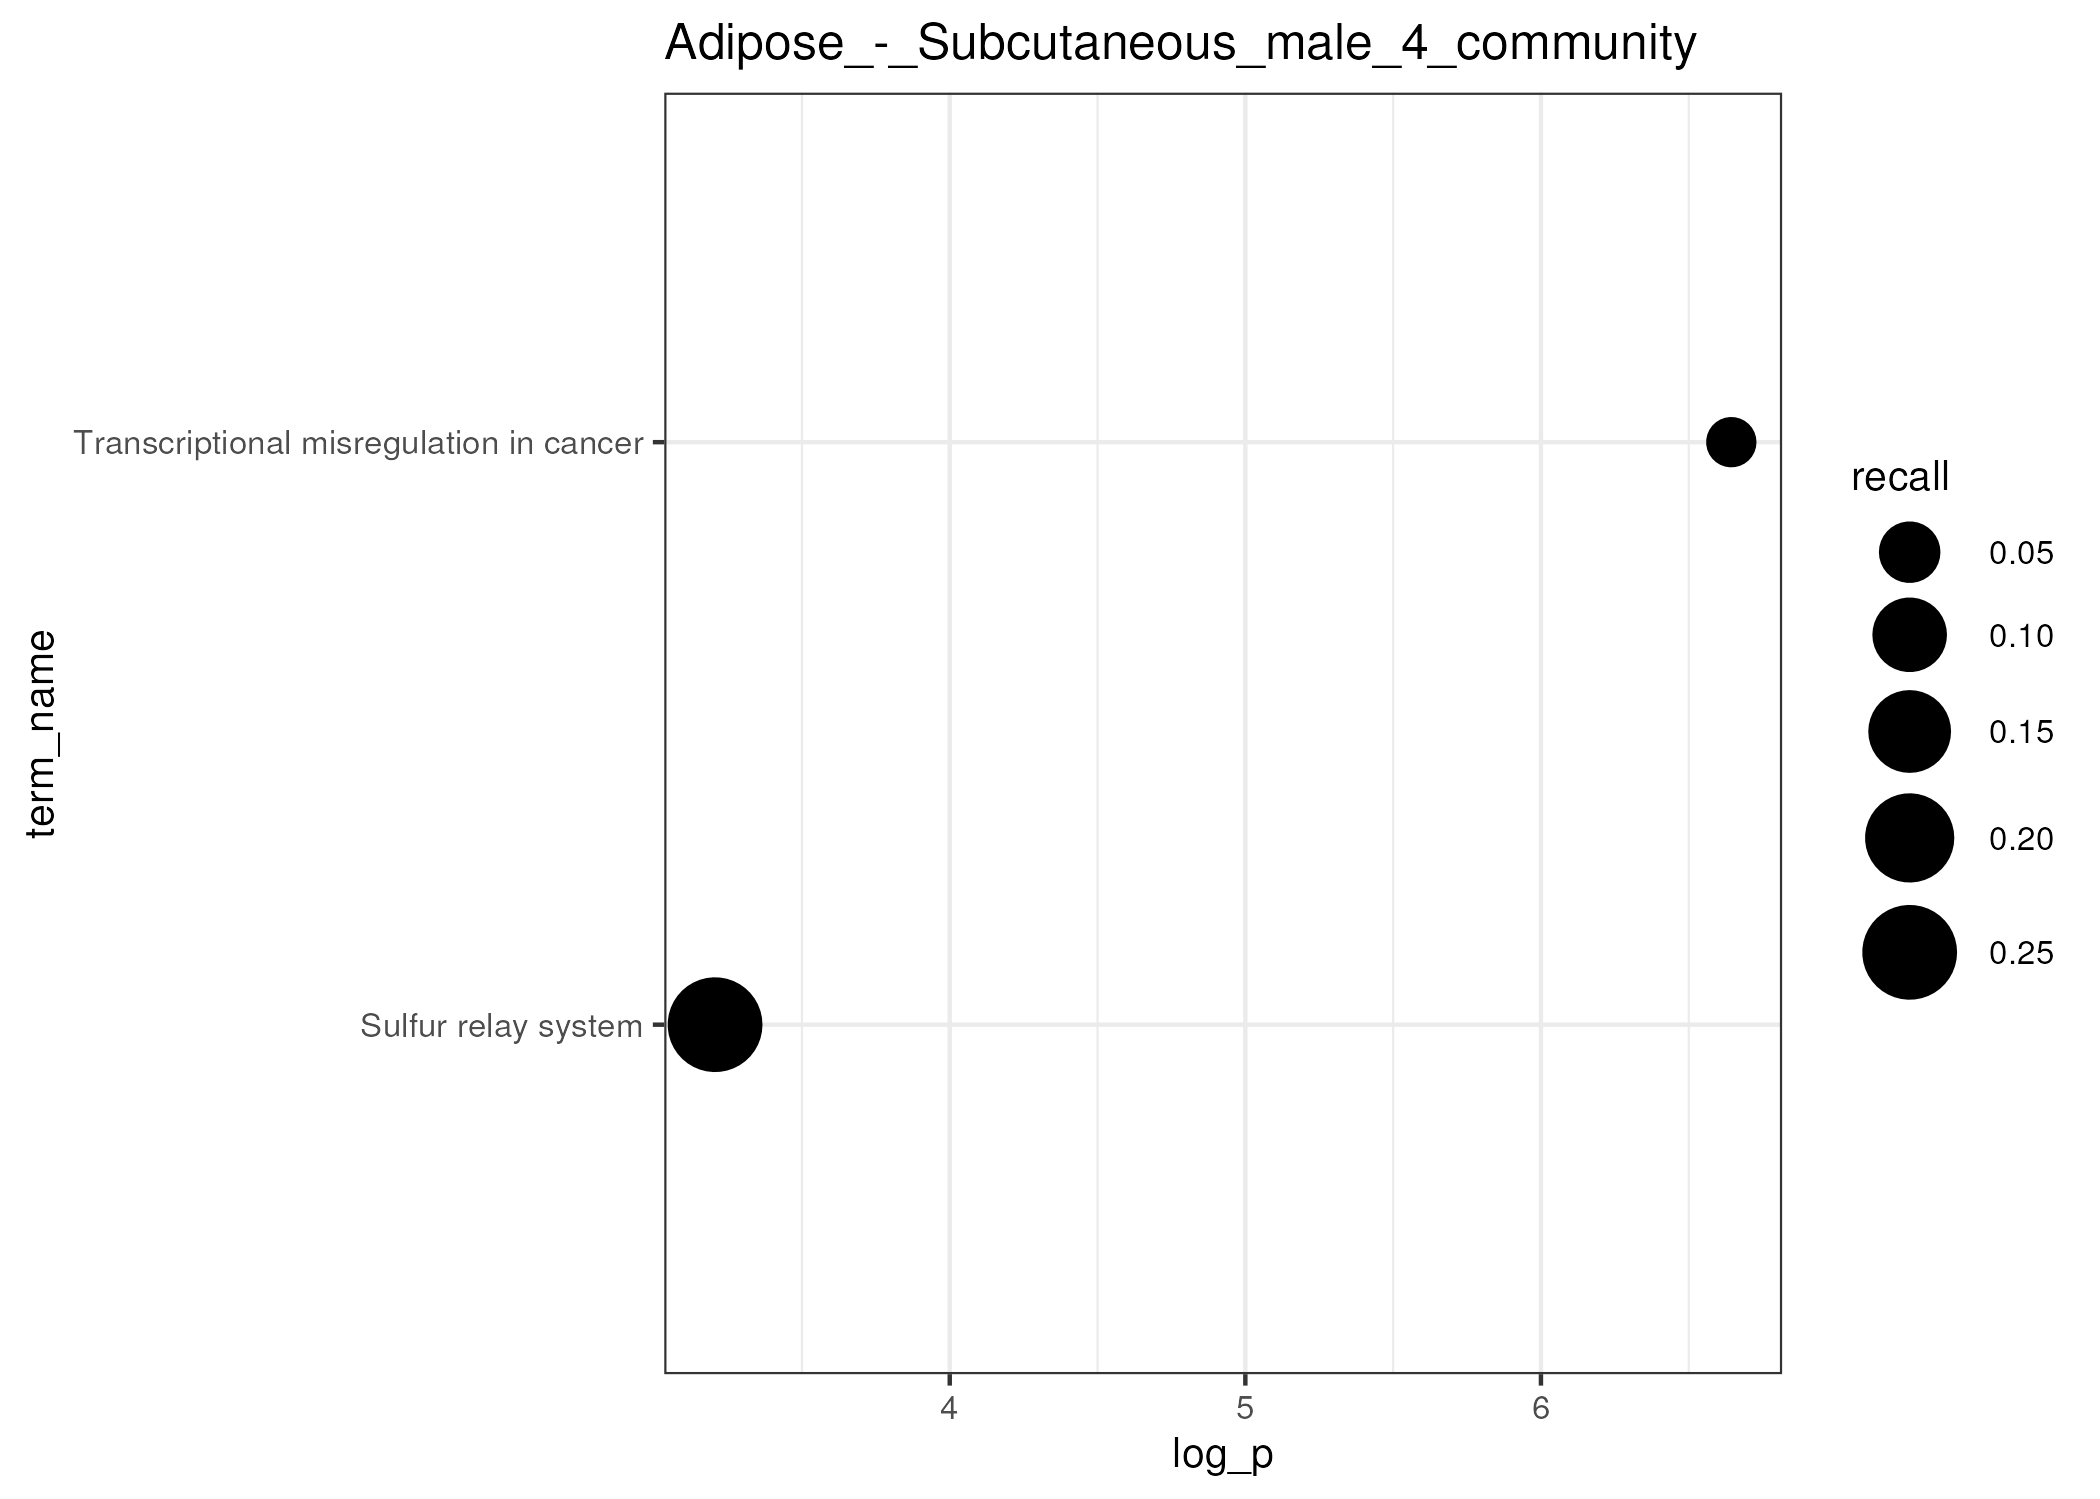 Adipose_-_Subcutaneous_male_4_community
Transcriptional misregulation in cancer
Sulfur relay system
term_name
4
5
6
log_p
recall
0.05
0.10
0.15
0.20
0.25